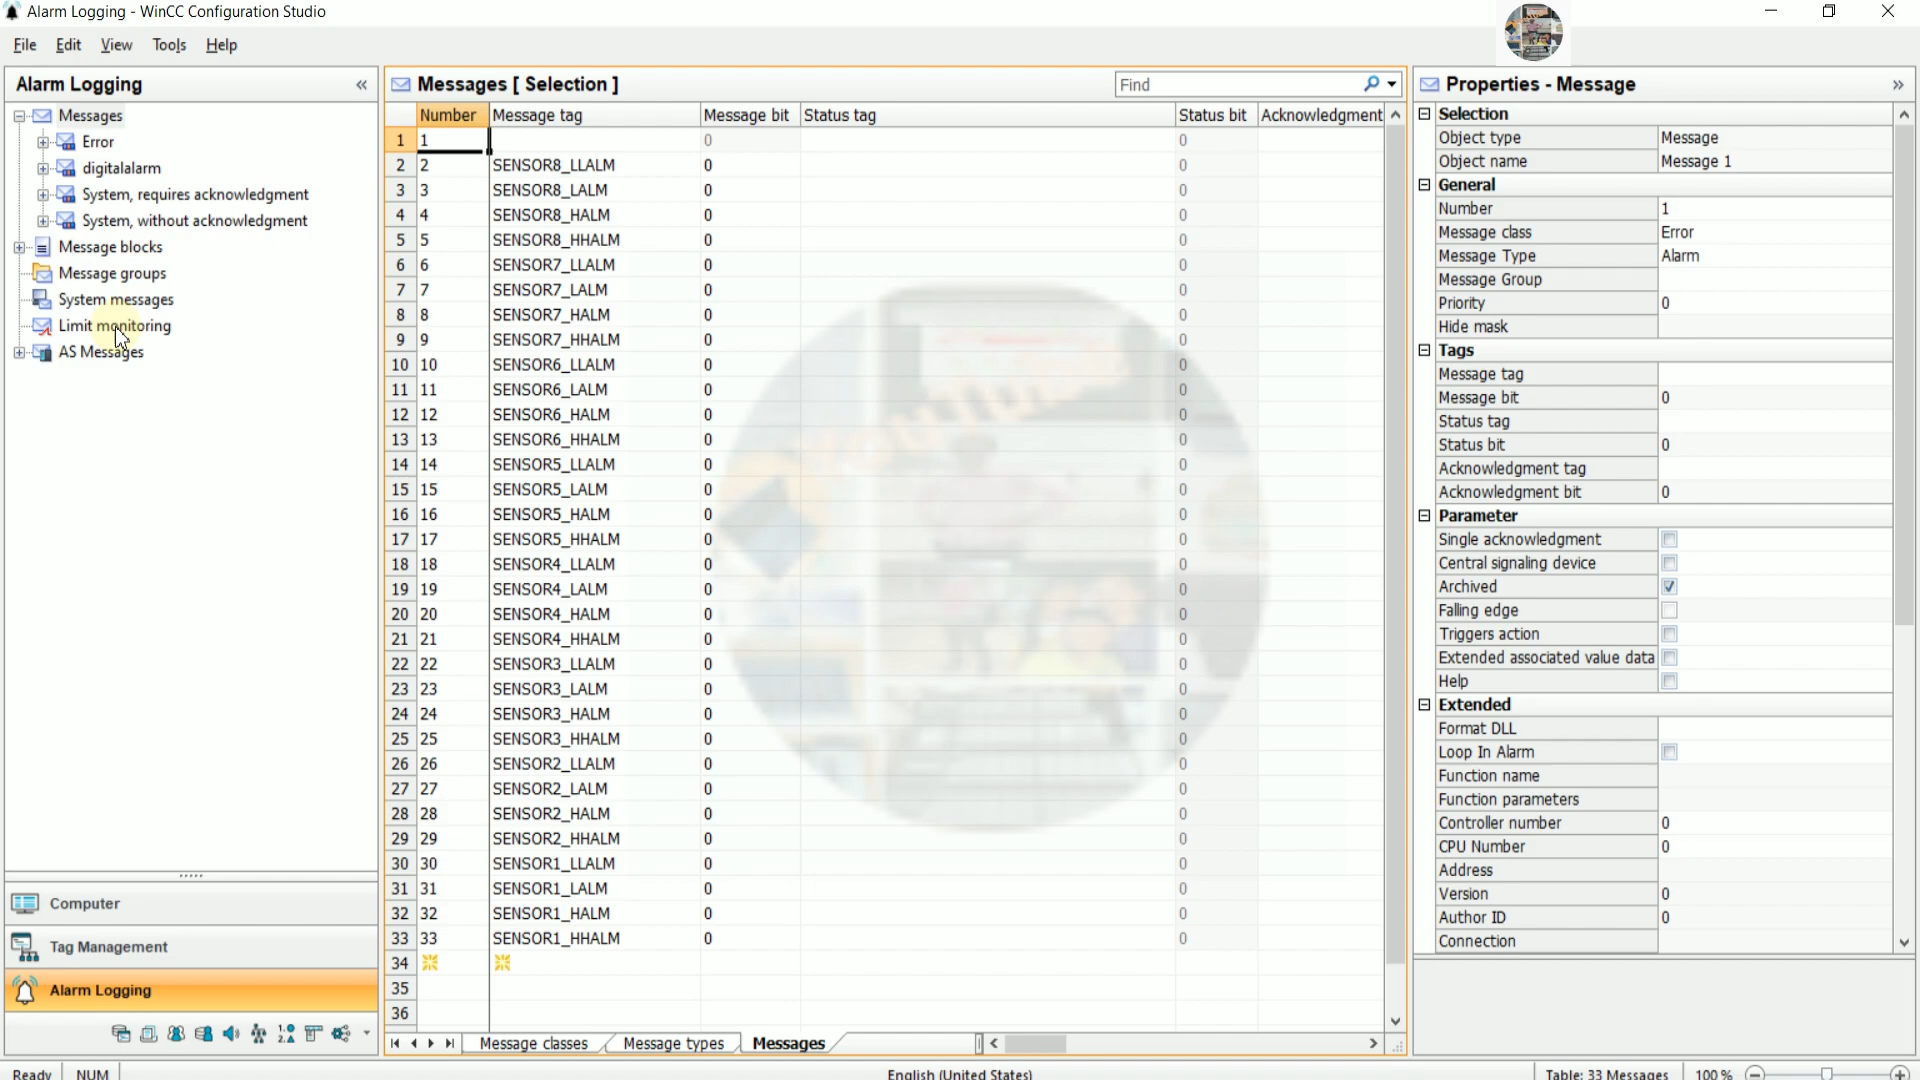 Alarm Logging - WinCC Configuration Studio
File Edit View Tools Help
Alarm Logging «
Messages
Error
digitalalarm
System, requires acknowledgment
System, without acknowledgment
Message blocks
Message groups
System messages
Limit monitoring
AS Messages
Computer
Tag Management
Alarm Logging
Messages [ Selection ] Find
Number Message tag Message bit Status tag Status bit Acknowledgment
1 1 0 0
2 2 SENSOR8_LLALM 0 0
3 3 SENSOR8_LALM 0 0
4 4 SENSOR8_HALM 0 0
5 5 SENSOR8_HHALM 0 0
6 6 SENSOR7_LLALM 0 0
7 7 SENSOR7_LALM 0 0
8 8 SENSOR7_HALM 0 0
9 9 SENSOR7_HHALM 0 0
10 10 SENSOR6_LLALM 0 0
11 11 SENSOR6_LALM 0 0
12 12 SENSOR6_HALM 0 0
13 13 SENSOR6_HHALM 0 0
14 14 SENSOR5_LLALM 0 0
15 15 SENSOR5_LALM 0 0
16 16 SENSOR5_HALM 0 0
17 17 SENSOR5_HHALM 0 0
18 18 SENSOR4_LLALM 0 0
19 19 SENSOR4_LALM 0 0
20 20 SENSOR4_HALM 0 0
21 21 SENSOR4_HHALM 0 0
22 22 SENSOR3_LLALM 0 0
23 23 SENSOR3_LALM 0 0
24 24 SENSOR3_HALM 0 0
25 25 SENSOR3_HHALM 0 0
26 26 SENSOR2_LLALM 0 0
27 27 SENSOR2_LALM 0 0
28 28 SENSOR2_HALM 0 0
29 29 SENSOR2_HHALM 0 0
30 30 SENSOR1_LLALM 0 0
31 31 SENSOR1_LALM 0 0
32 32 SENSOR1_HALM 0 0
33 33 SENSOR1_HHALM 0 0
34
35
36
Message classes Message types Messages
Properties - Message »
Selection
Object type Message
Object name Message 1
General
Number 1
Message class Error
Message Type Alarm
Message Group
Priority 0
Hide mask
Tags
Message tag
Message bit 0
Status tag
Status bit 0
Acknowledgment tag
Acknowledgment bit 0
Parameter
Single acknowledgment
Central signaling device
Archived
Falling edge
Triggers action
Extended associated value data
Help
Extended
Format DLL
Loop In Alarm
Function name
Function parameters
Controller number 0
CPU Number 0
Address
Version 0
Author ID 0
Connection
Ready NUM English (United States) Table: 33 Messages 100 %